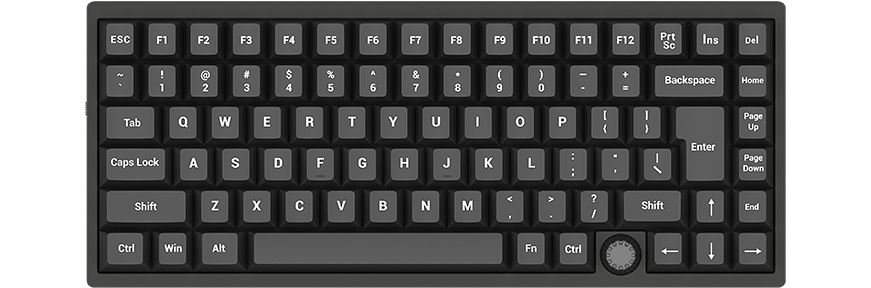 ESC F1 F2 F3 F4 F5 F6 F7 F8 F9 F10 F11 F12 Prt Sc Ins Del
~ ! @ # $ % ^ & * ( ) — +
` 1 2 3 4 5 6 7 8 9 0 - = Backspace Home
Tab Q W E R T Y U I O P [ { ] } Page Up
Enter
Caps Lock A S D F G H J K L : ; " , | \ Page Down
Shift Z X C V B N M < , > . ? / Shift ↑ End
Ctrl Win Alt Fn Ctrl ← ↓ →